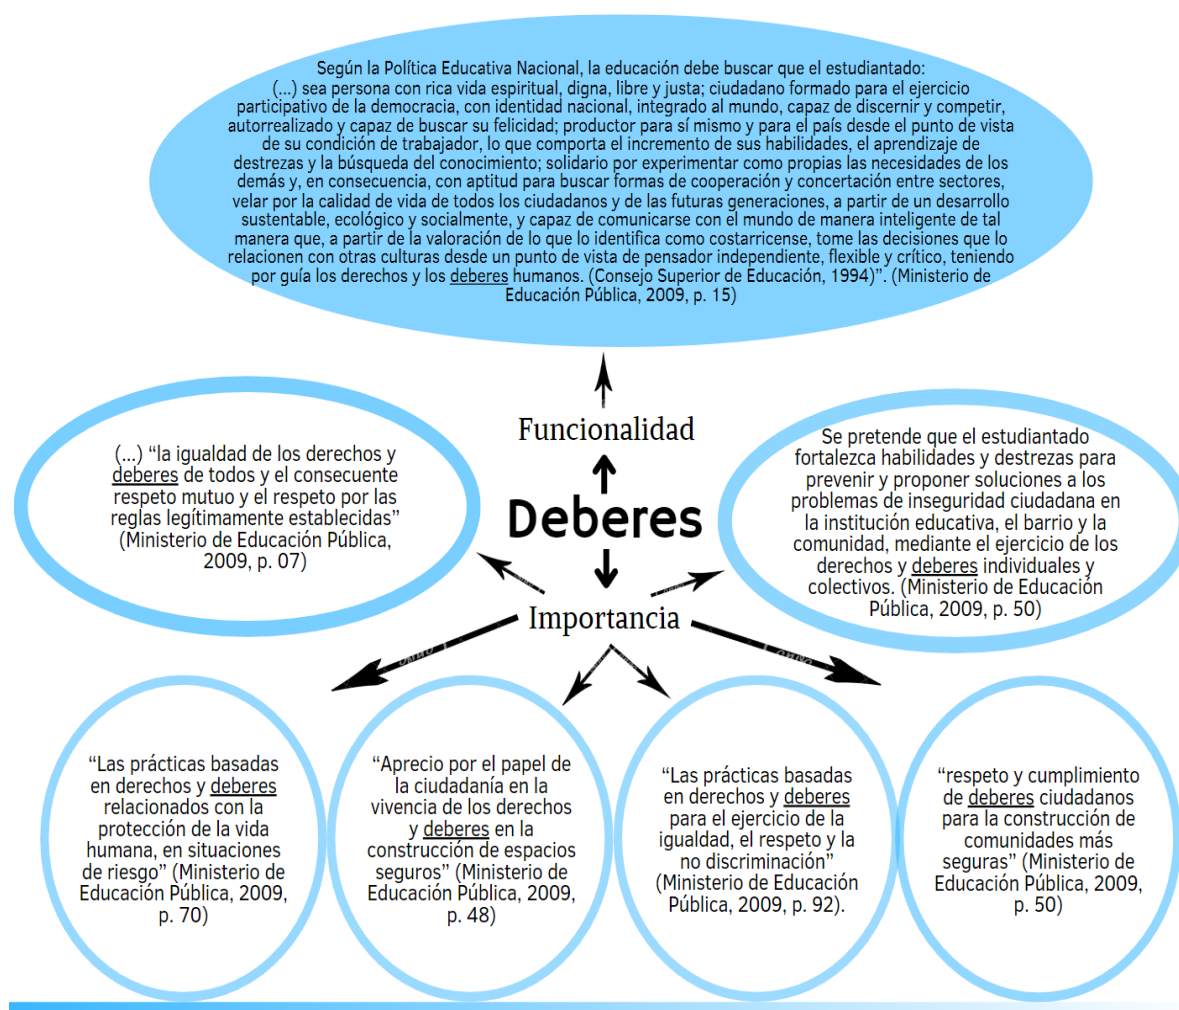 Según la Política Educativa Nacional, la educación debe buscar que el estudiantado:
(...) sea persona con rica vida espiritual, digna, libre y justa; ciudadano formado para el ejercicio
participativo de la democracia, con identidad nacional, integrado al mundo, capaz de discernir y competir,
autorrealizado y capaz de buscar su felicidad; productor para sí mismo y para el país desde el punto de vista
de su condición de trabajador, lo que comporta el incremento de sus habilidades, el aprendizaje de
destrezas y la búsqueda del conocimiento; solidario por experimentar como propias las necesidades de los
demás y, en consecuencia, con aptitud para buscar formas de cooperación y concertación entre sectores,
velar por la calidad de vida de todos los ciudadanos y de las futuras generaciones, a partir de un desarrollo
sustentable, ecológico y socialmente, y capaz de comunicarse con el mundo de manera inteligente de tal
manera que, a partir de la valoración de lo que lo identifica como costarricense, tome las decisiones que lo
relacionen con otras culturas desde un punto de vista de pensador independiente, flexible y crítico, teniendo
por guía los derechos y los deberes humanos. (Consejo Superior de Educación, 1994)”. (Ministerio de
Educación Pública, 2009, p. 15)
Funcionalidad
(...) “la igualdad de los derechos y
deberes de todos y el consecuente
respeto mutuo y el respeto por las
reglas legítimamente establecidas”
(Ministerio de Educación Pública,
2009, p. 07)
Deberes
Se pretende que el estudiantado
fortalezca habilidades y destrezas para
prevenir y proponer soluciones a los
problemas de inseguridad ciudadana en
la institución educativa, el barrio y la
comunidad, mediante el ejercicio de los
derechos y deberes individuales y
colectivos. (Ministerio de Educación
Pública, 2009, p. 50)
Importancia
“Las prácticas basadas
en derechos y deberes
relacionados con la
protección de la vida
humana, en situaciones
de riesgo” (Ministerio de
Educación Pública, 2009,
p. 70)
“Aprecio por el papel de
la ciudadanía en la
vivencia de los derechos
y deberes en la
construcción de espacios
seguros” (Ministerio de
Educación Pública, 2009,
p. 48)
“Las prácticas basadas
en derechos y deberes
para el ejercicio de la
igualdad, el respeto y la
no discriminación”
(Ministerio de Educación
Pública, 2009, p. 92).
“respeto y cumplimiento
de deberes ciudadanos
para la construcción de
comunidades más
seguras” (Ministerio de
Educación Pública, 2009,
p. 50)